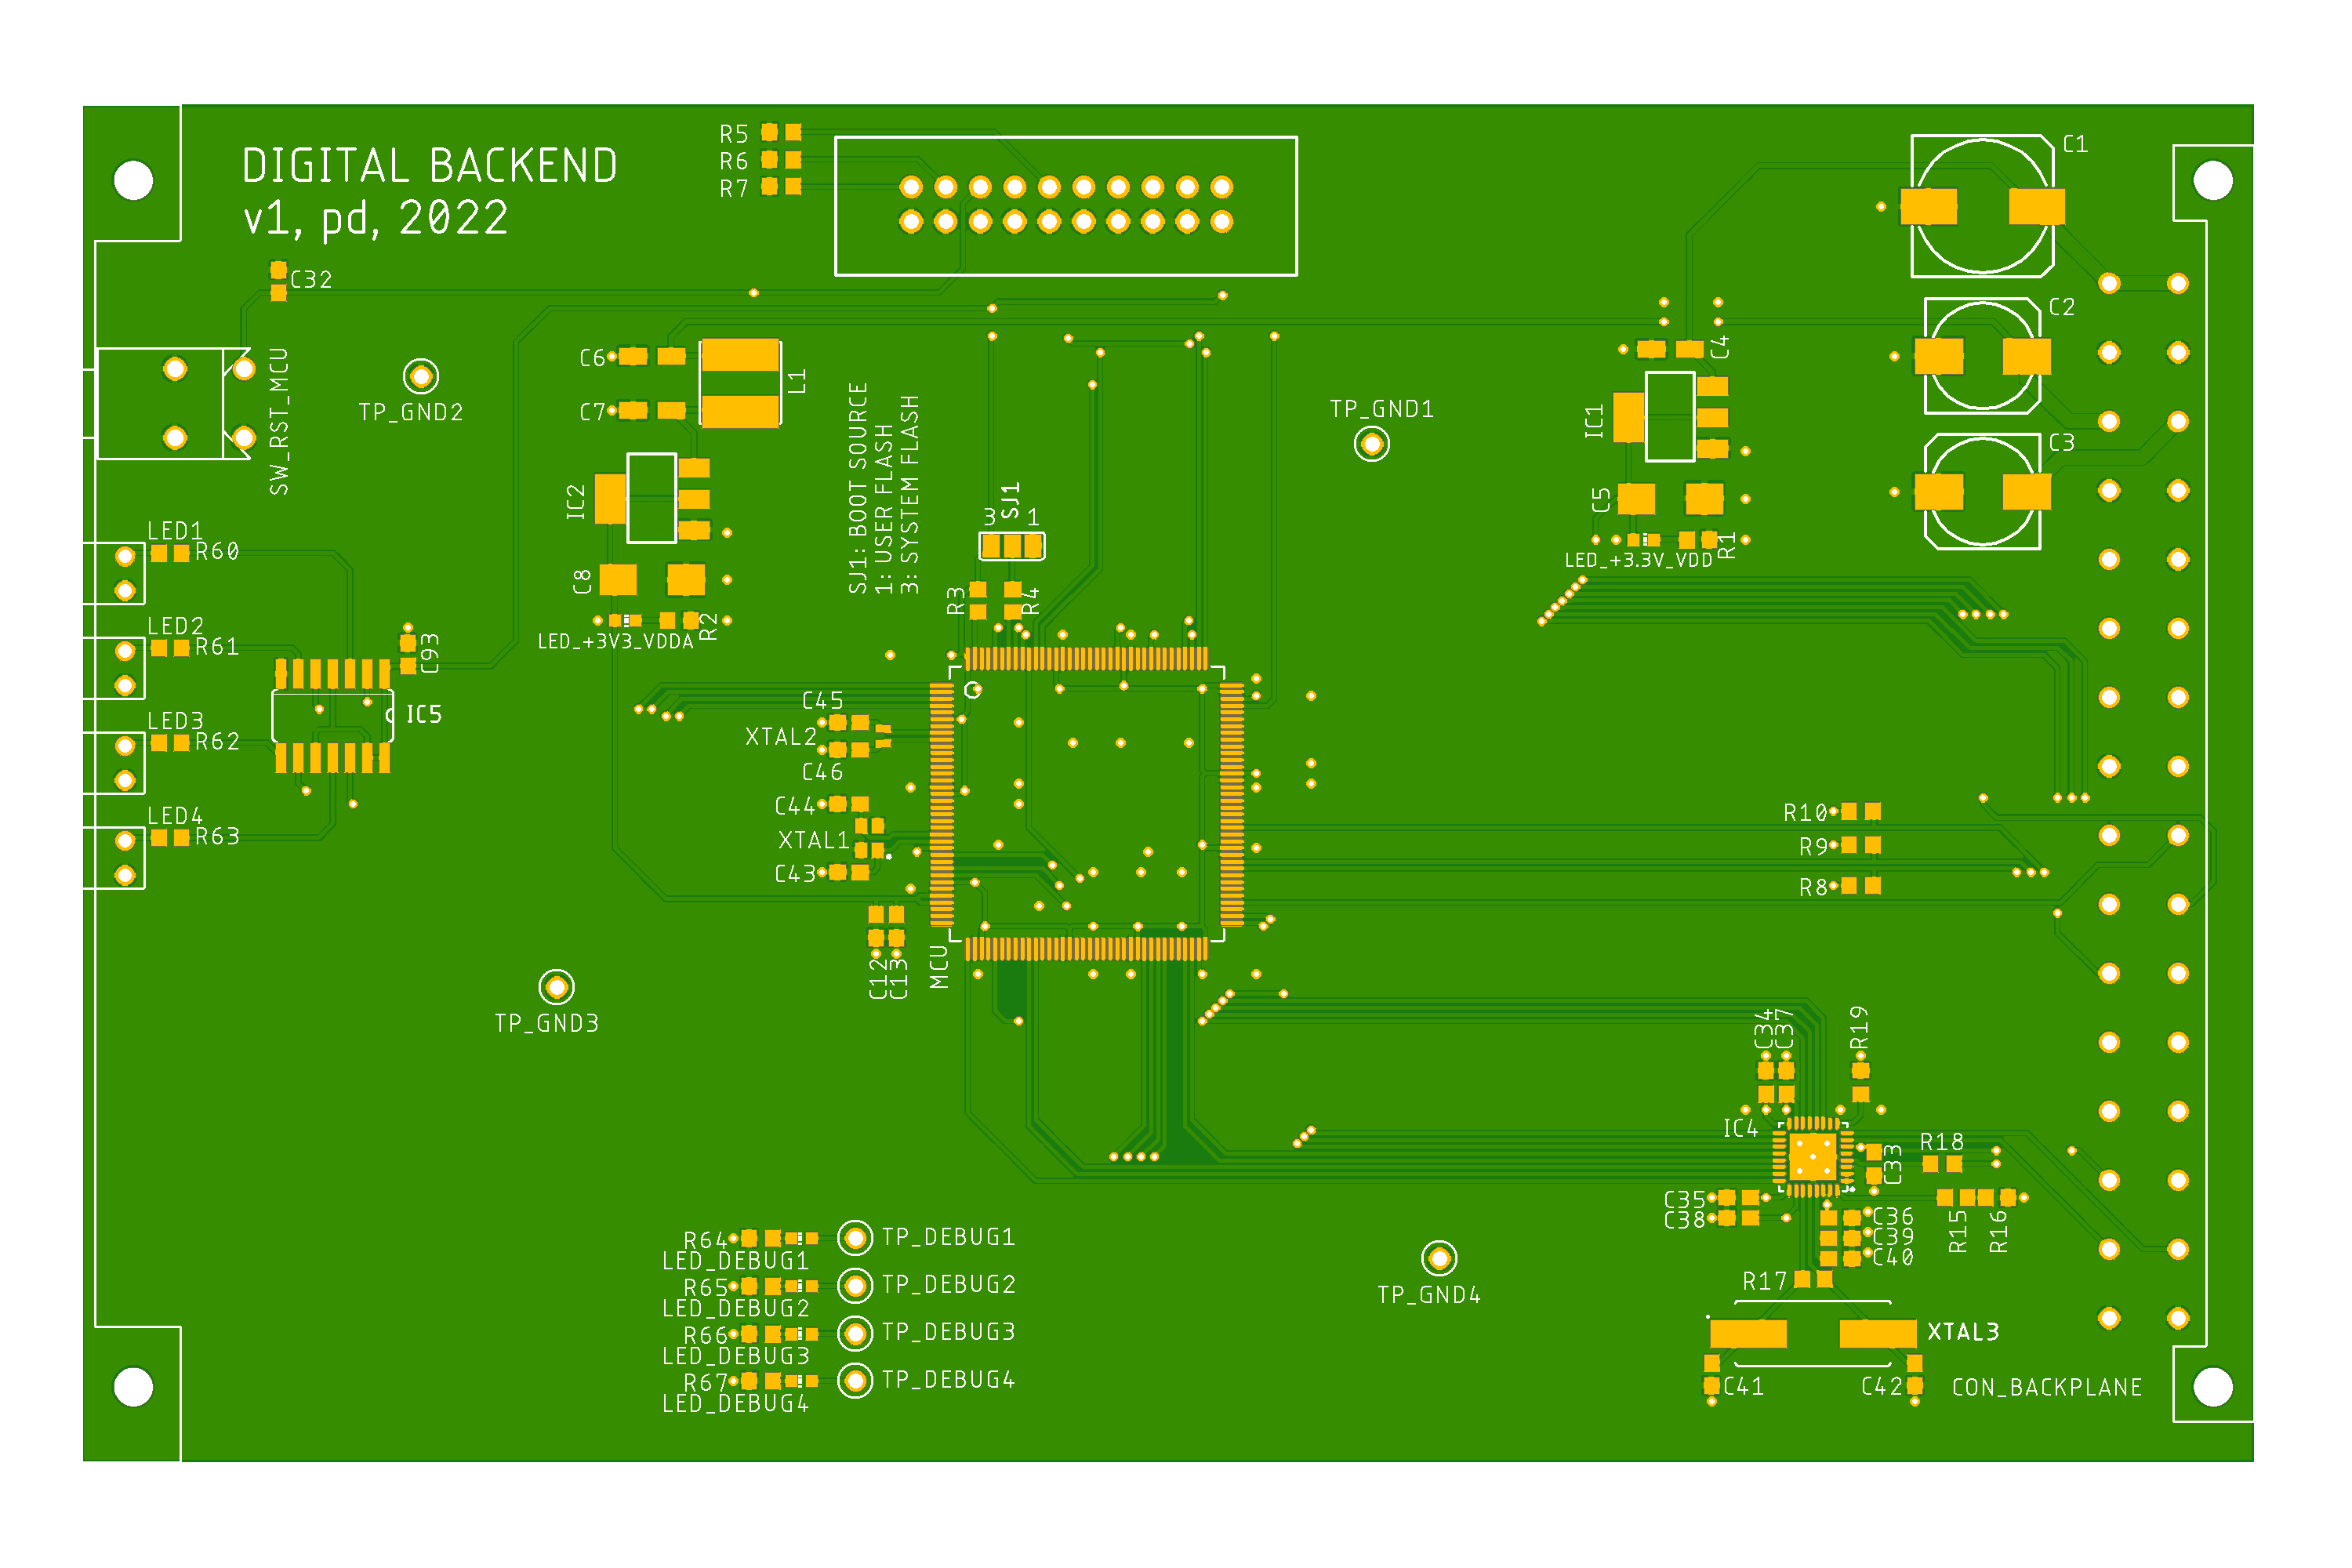 DIGITAL BACKEND
v1, pd, 2022
R5
R6
R7
C1
C32
C2
C6
L1
C4
C7
SW_RST_MCU
TP_GND2
TP_GND1
IC1
C3
SJ1: BOOT SOURCE
1: USER FLASH
3: SYSTEM FLASH
IC2
SJ1
3 1
C5
LED1
R60
R1
LED_+3.3V_VDD
C8
R3
R4
LED2
R61
R2
LED_+3V3_VDDA
C93
C45
IC5
LED3
R62
XTAL2
C46
C44
R10
LED4
R63
XTAL1
R9
C43
R8
MCU
C12
C13
TP_GND3
C34
C37
R19
IC4
R18
C33
C35
C38
C36
C39
C40
R15
R16
R64
LED_DEBUG1
TP_DEBUG1
R65
LED_DEBUG2
TP_DEBUG2
R17
TP_GND4
R66
LED_DEBUG3
TP_DEBUG3
XTAL3
R67
LED_DEBUG4
TP_DEBUG4
C41
C42
CON_BACKPLANE